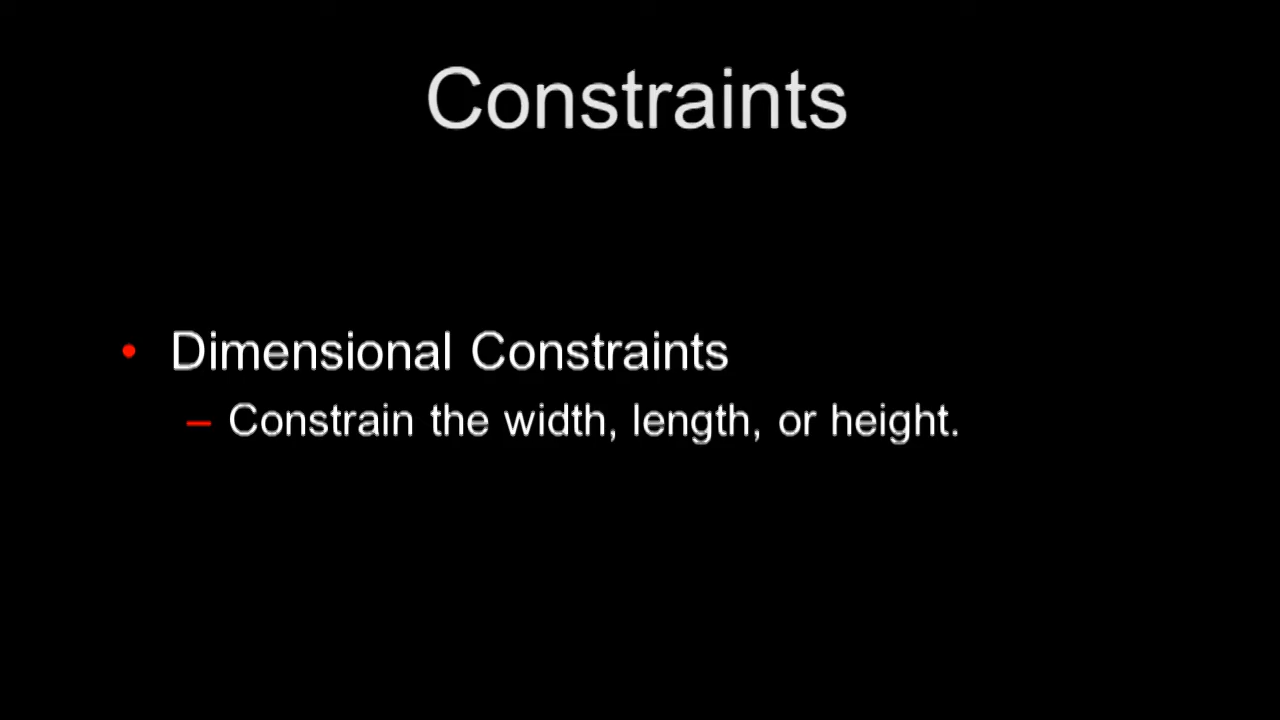 Constraints
• Dimensional Constraints
– Constrain the width, length, or height.